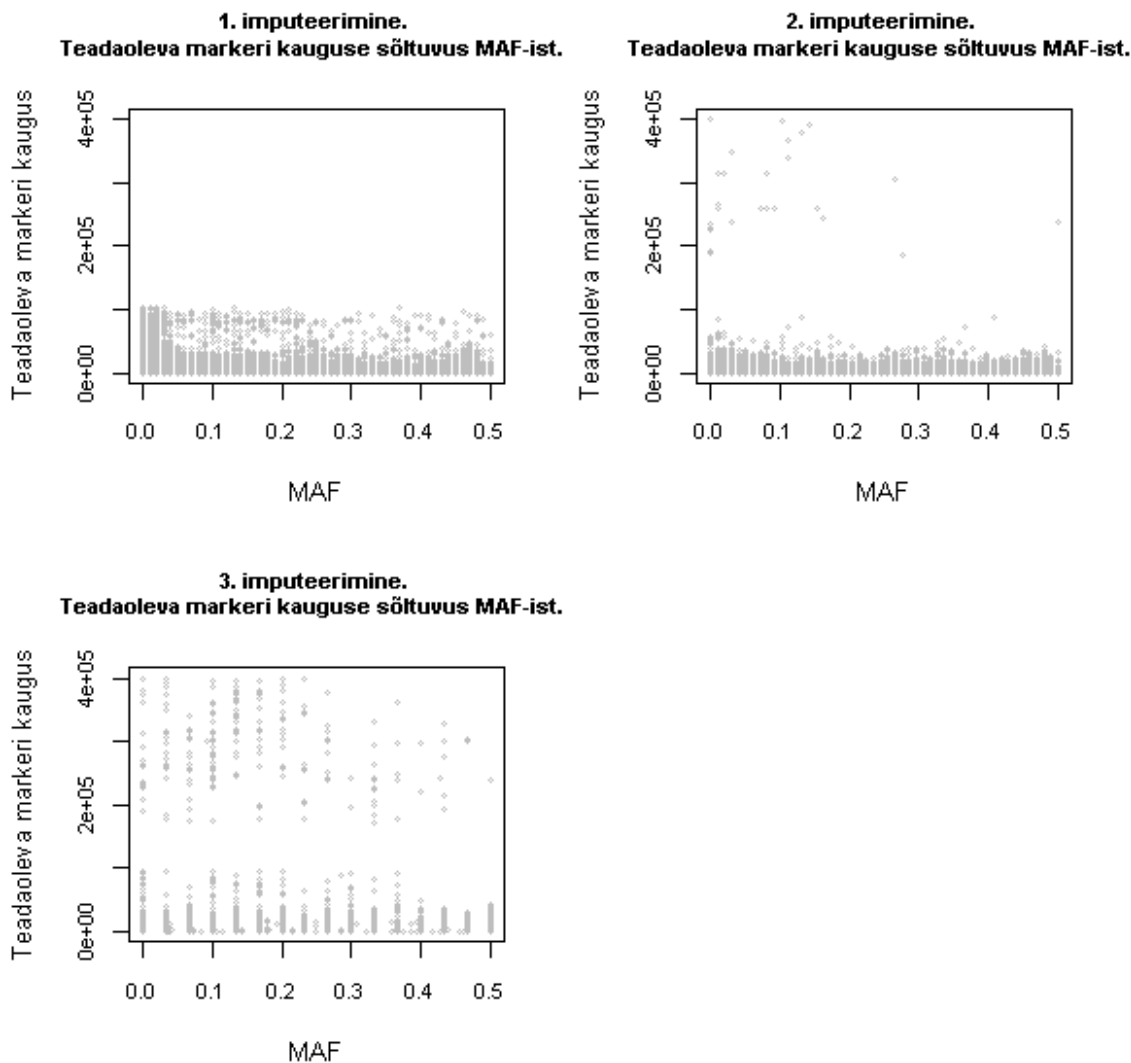 1. imputeerimine.
Teadaoleva markeri kauguse sõltuvus MAF-ist.
Teadaoleva markeri kaugus
4e+05
2e+05
0e+00
0.0 0.1 0.2 0.3 0.4 0.5
MAF
2. imputeerimine.
Teadaoleva markeri kauguse sõltuvus MAF-ist.
Teadaoleva markeri kaugus
4e+05
2e+05
0e+00
0.0 0.1 0.2 0.3 0.4 0.5
MAF
3. imputeerimine.
Teadaoleva markeri kauguse sõltuvus MAF-ist.
Teadaoleva markeri kaugus
4e+05
2e+05
0e+00
0.0 0.1 0.2 0.3 0.4 0.5
MAF